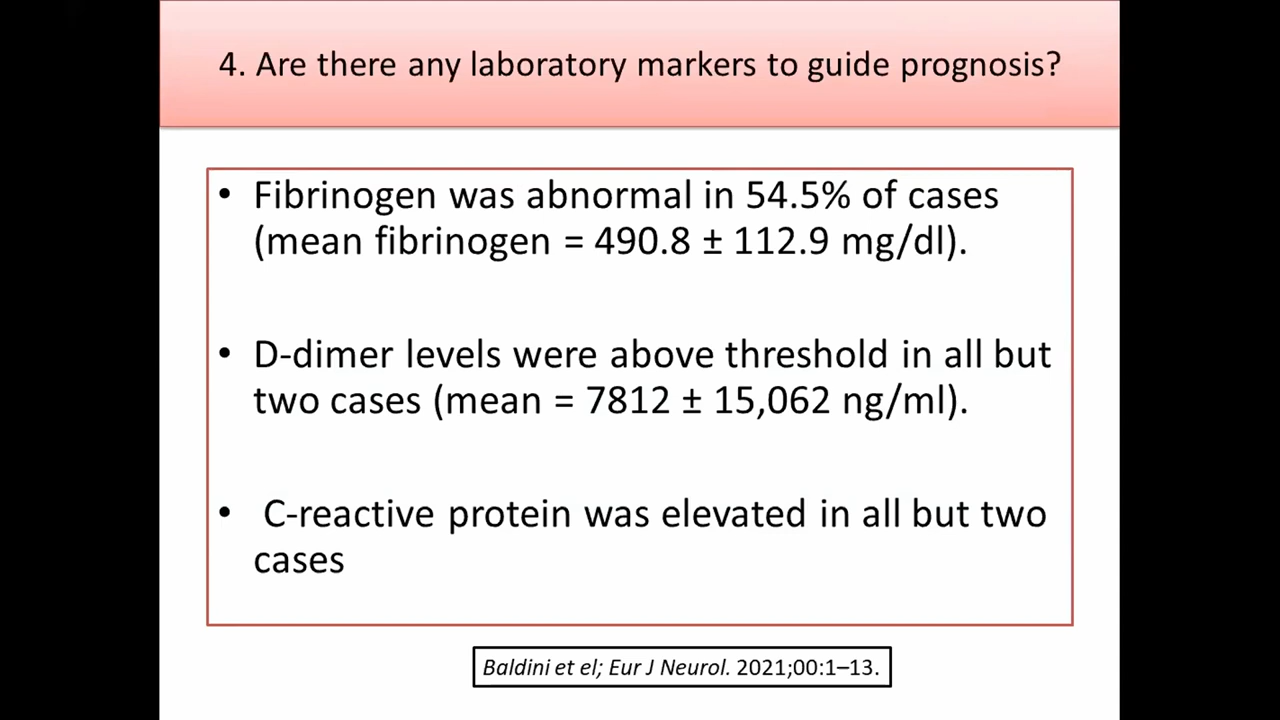 4. Are there any laboratory markers to guide prognosis?
• Fibrinogen was abnormal in 54.5% of cases
(mean fibrinogen = 490.8 ± 112.9 mg/dl).
• D-dimer levels were above threshold in all but
two cases (mean = 7812 ± 15,062 ng/ml).
• C-reactive protein was elevated in all but two
cases
Baldini et el; Eur J Neurol. 2021;00:1–13.